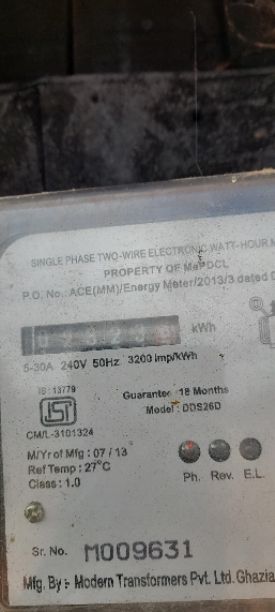 SINGLE PHASE TWO-WIRE ELECTRONIC WATT-HOUR M
PROPERTY OF MePDCL
P.O. No.: ACE(MM)/Energy Meter/2013/3 dated
kWh
5-30A 240V 50Hz 3200 imp/kWh
IS : 13779
Guarantee : 18 Months
Model : DDS26D
CM/L-3101324
M/Yr of Mfg : 07 / 13
Ref Temp : 27°C
Class : 1.0
Ph. Rev. E.L.
Sr. No. M009631
Mfg. By :- Modern Transformers Pvt. Ltd. Ghazia